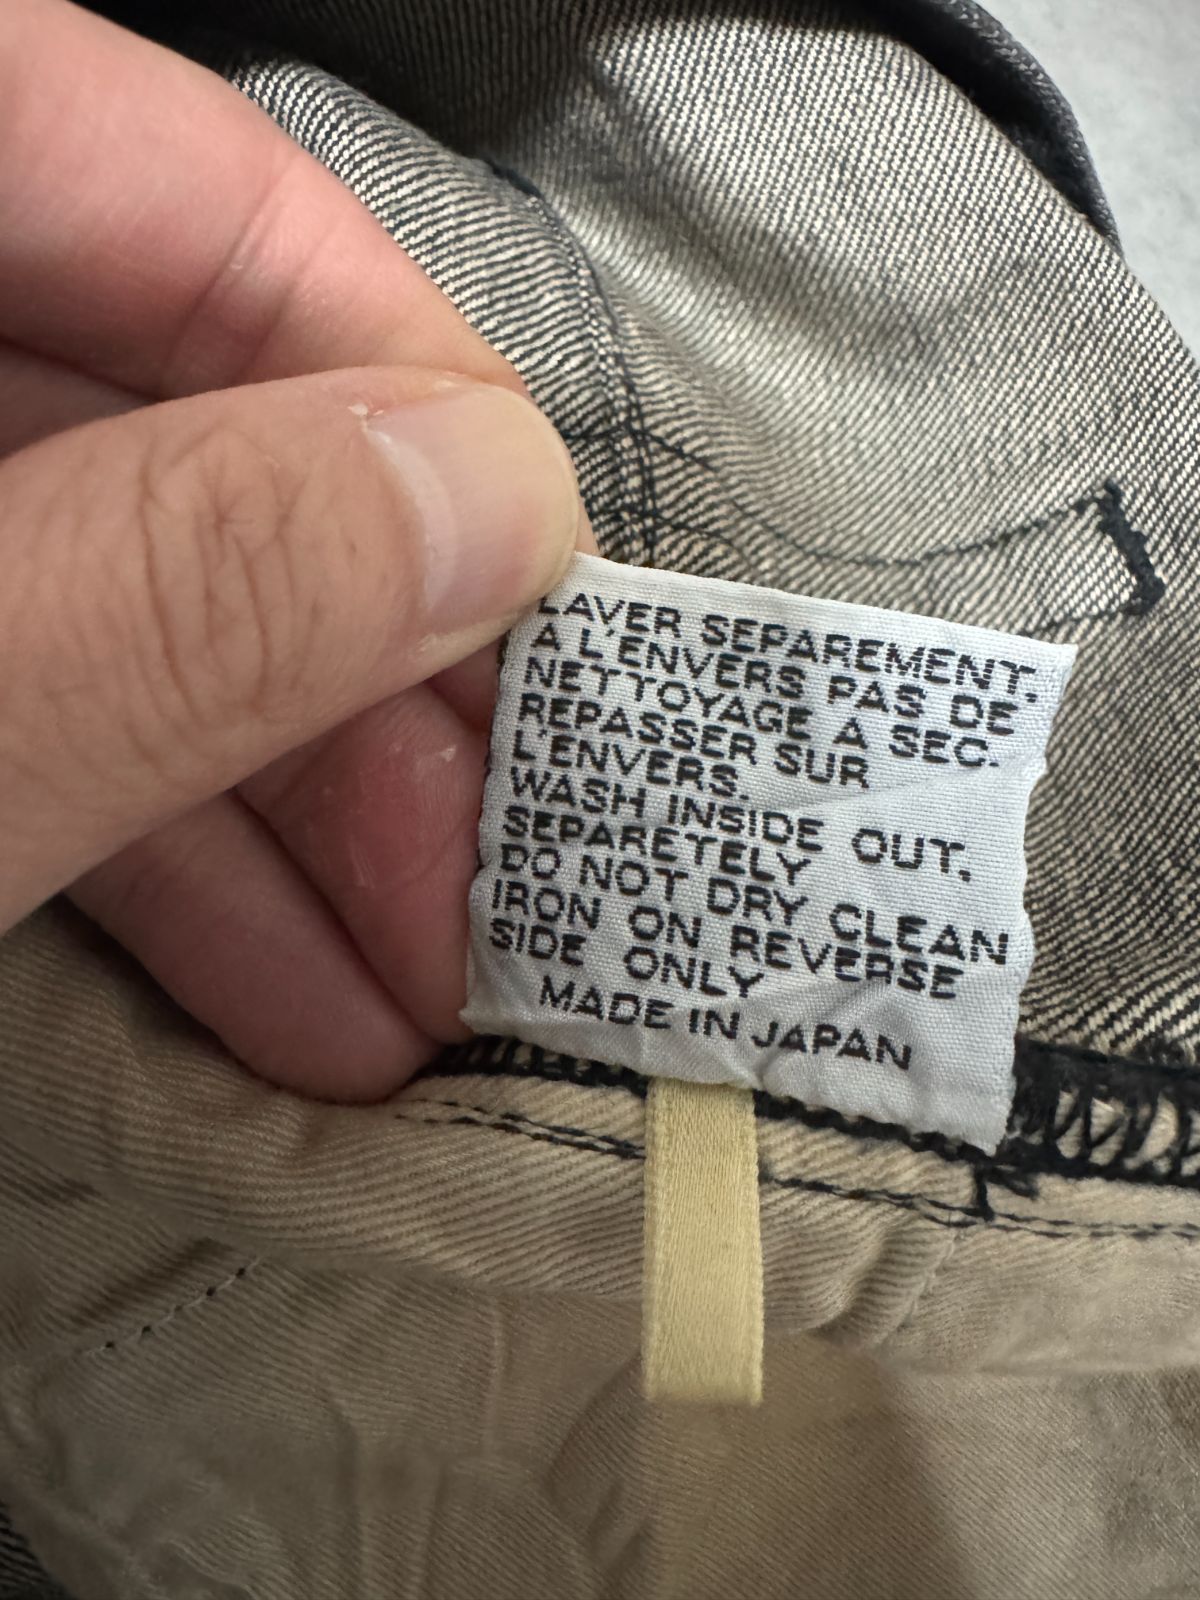 LAVER SEPAREMENT.
A L'ENVERS PAS DE
NETTOYAGE A SEC.
REPASSER SUR
L'ENVERS.
WASH INSIDE OUT.
SEPARETELY
DO NOT DRY CLEAN
IRON ON REVERSE
SIDE ONLY
MADE IN JAPAN